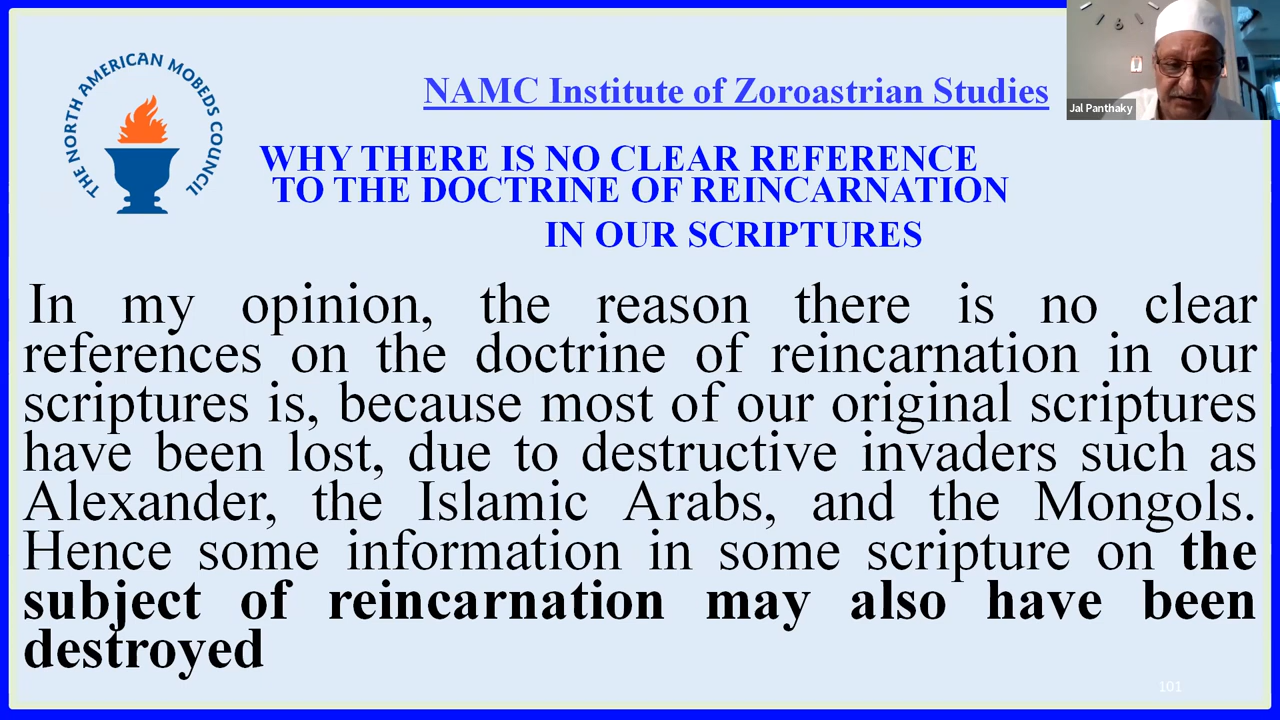 THE NORTH AMERICAN MOBEDS COUNCIL
NAMC Institute of Zoroastrian Studies
Jal Panthaky
WHY THERE IS NO CLEAR REFERENCE
TO THE DOCTRINE OF REINCARNATION
IN OUR SCRIPTURES
In my opinion, the reason there is no clear
references on the doctrine of reincarnation in our
scriptures is, because most of our original scriptures
have been lost, due to destructive invaders such as
Alexander, the Islamic Arabs, and the Mongols.
Hence some information in some scripture on the
subject of reincarnation may also have been
destroyed
101